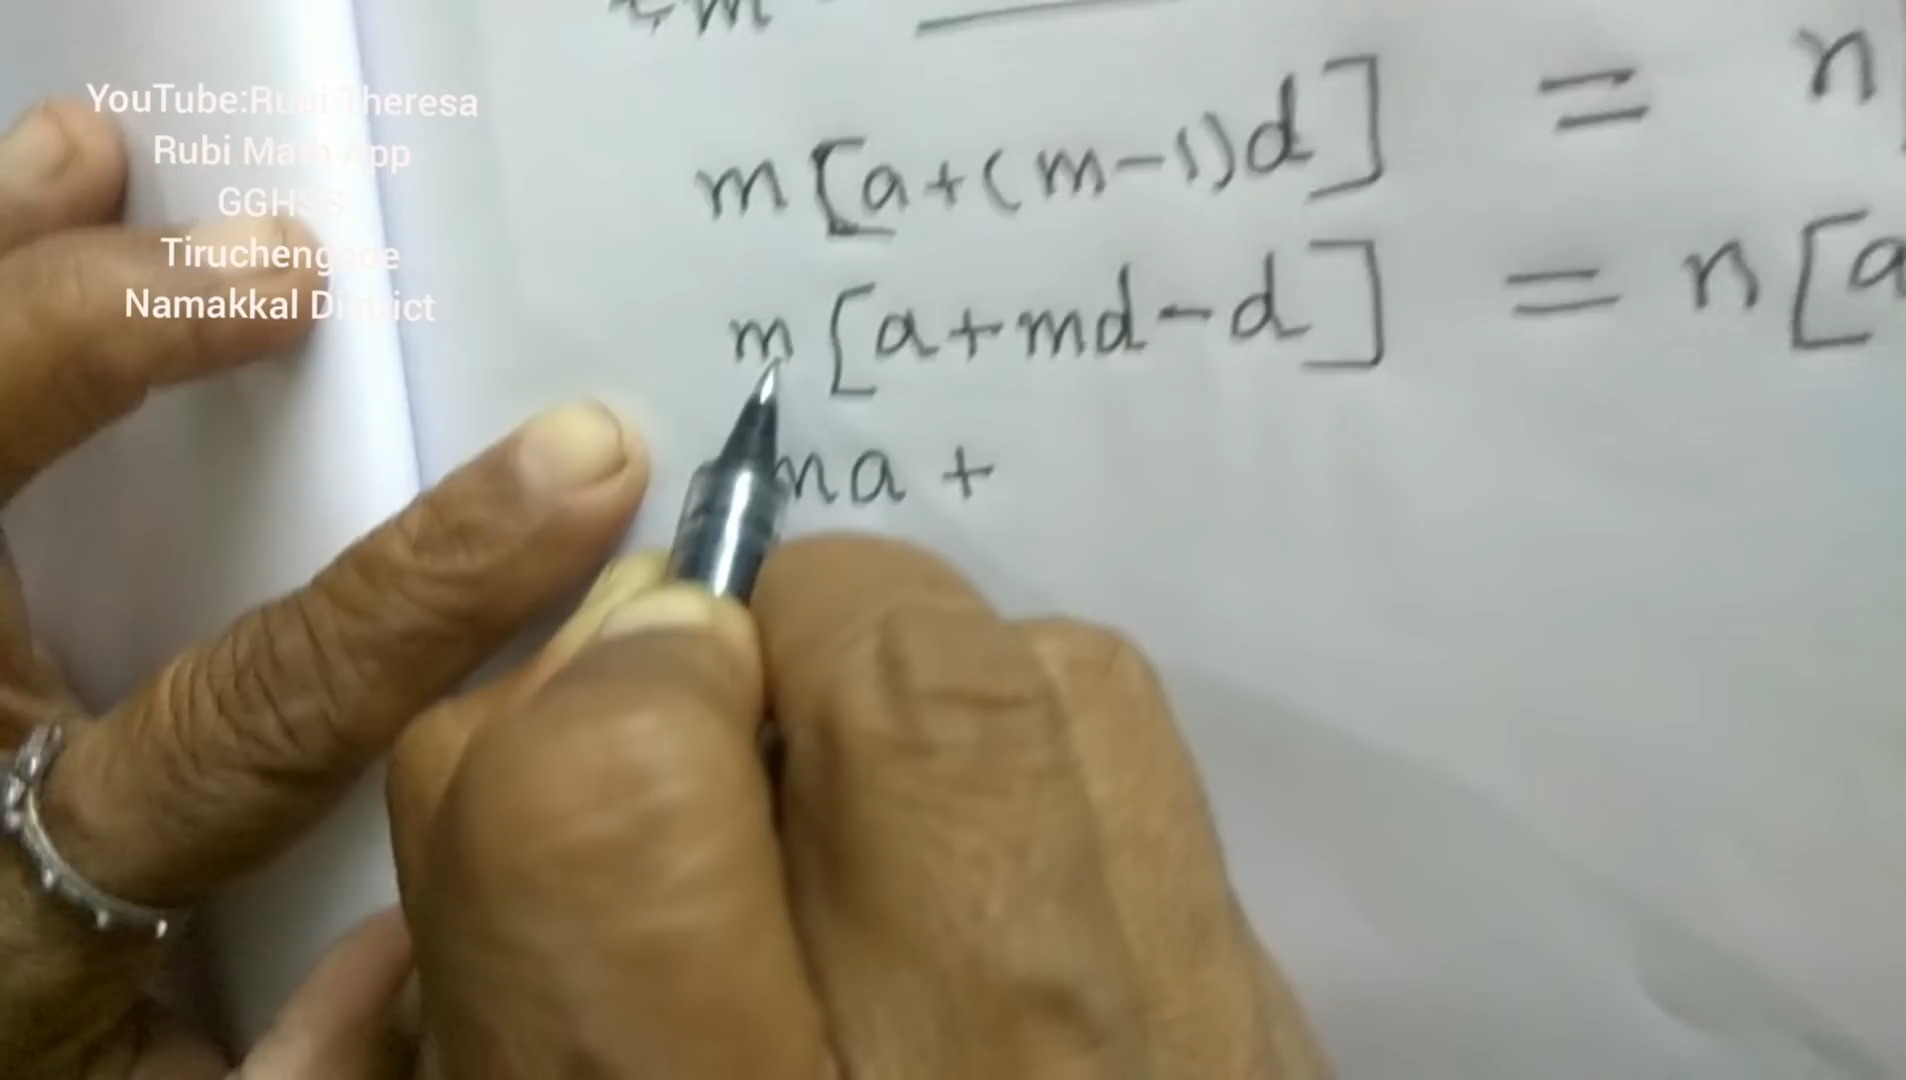 YouTube:Rubi Theresa
Rubi Math App
GGHSS
Tiruchengode
Namakkal District
m[a+(m-1)d] = n
m[a+md-d] = n[a
ma +